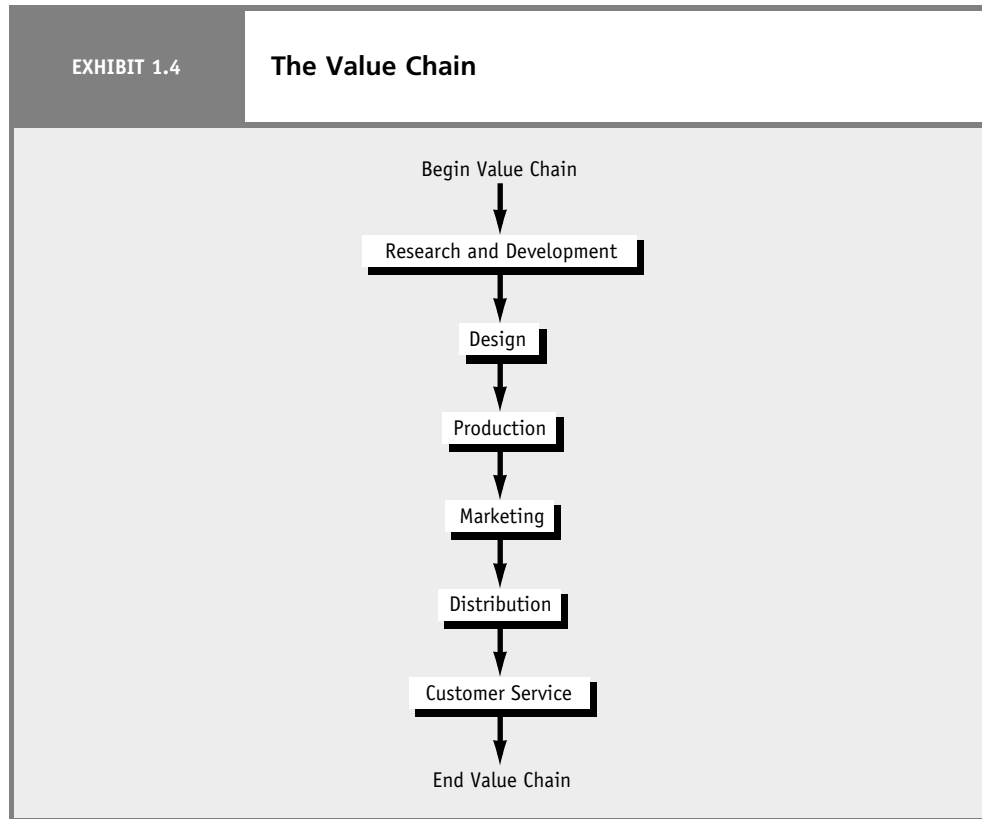 EXHIBIT 1.4
The Value Chain
Begin Value Chain
Research and Development
Design
Production
Marketing
Distribution
Customer Service
End Value Chain